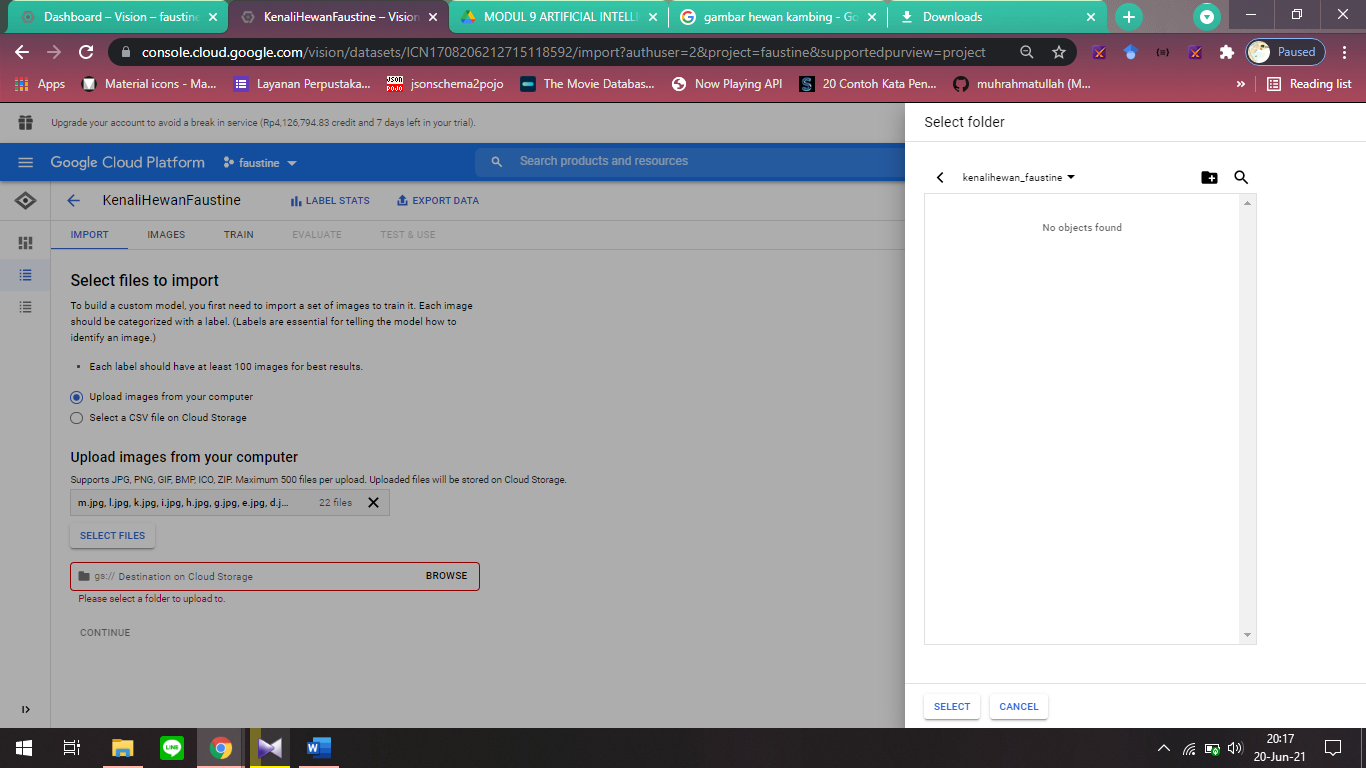 Dashboard – Vision – faustine
KenaliHewanFaustine – Vision
MODUL 9 ARTIFICIAL INTELLI
gambar hewan kambing - Go
Downloads
console.cloud.google.com/vision/datasets/ICN1708206212715118592/import?authuser=2&project=faustine&supportedpurview=project
Paused
Apps
Material icons - Ma...
Layanan Perpustaka...
JSON POJO
jsonschema2pojo
The Movie Databas...
Now Playing API
20 Contoh Kata Pen...
muhrahmatullah (M...
»
Reading list
Upgrade your account to avoid a break in service (Rp4,126,794.83 credit and 7 days left in your trial).
Google Cloud Platform
faustine
Search products and resources
KenaliHewanFaustine
LABEL STATS
EXPORT DATA
IMPORT
IMAGES
TRAIN
EVALUATE
TEST & USE
Select files to import
To build a custom model, you first need to import a set of images to train it. Each image
should be categorized with a label. (Labels are essential for telling the model how to
identify an image.)
• Each label should have at least 100 images for best results.
Upload images from your computer
Select a CSV file on Cloud Storage
Upload images from your computer
Supports JPG, PNG, GIF, BMP, ICO, ZIP. Maximum 500 files per upload. Uploaded files will be stored on Cloud Storage.
m.jpg, l.jpg, k.jpg, i.jpg, h.jpg, g.jpg, e.jpg, d.j...
22 files
SELECT FILES
gs:// Destination on Cloud Storage
BROWSE
Please select a folder to upload to.
CONTINUE
Select folder
kenalihewan_faustine
No objects found
SELECT
CANCEL
LINE
20:17
20-Jun-21